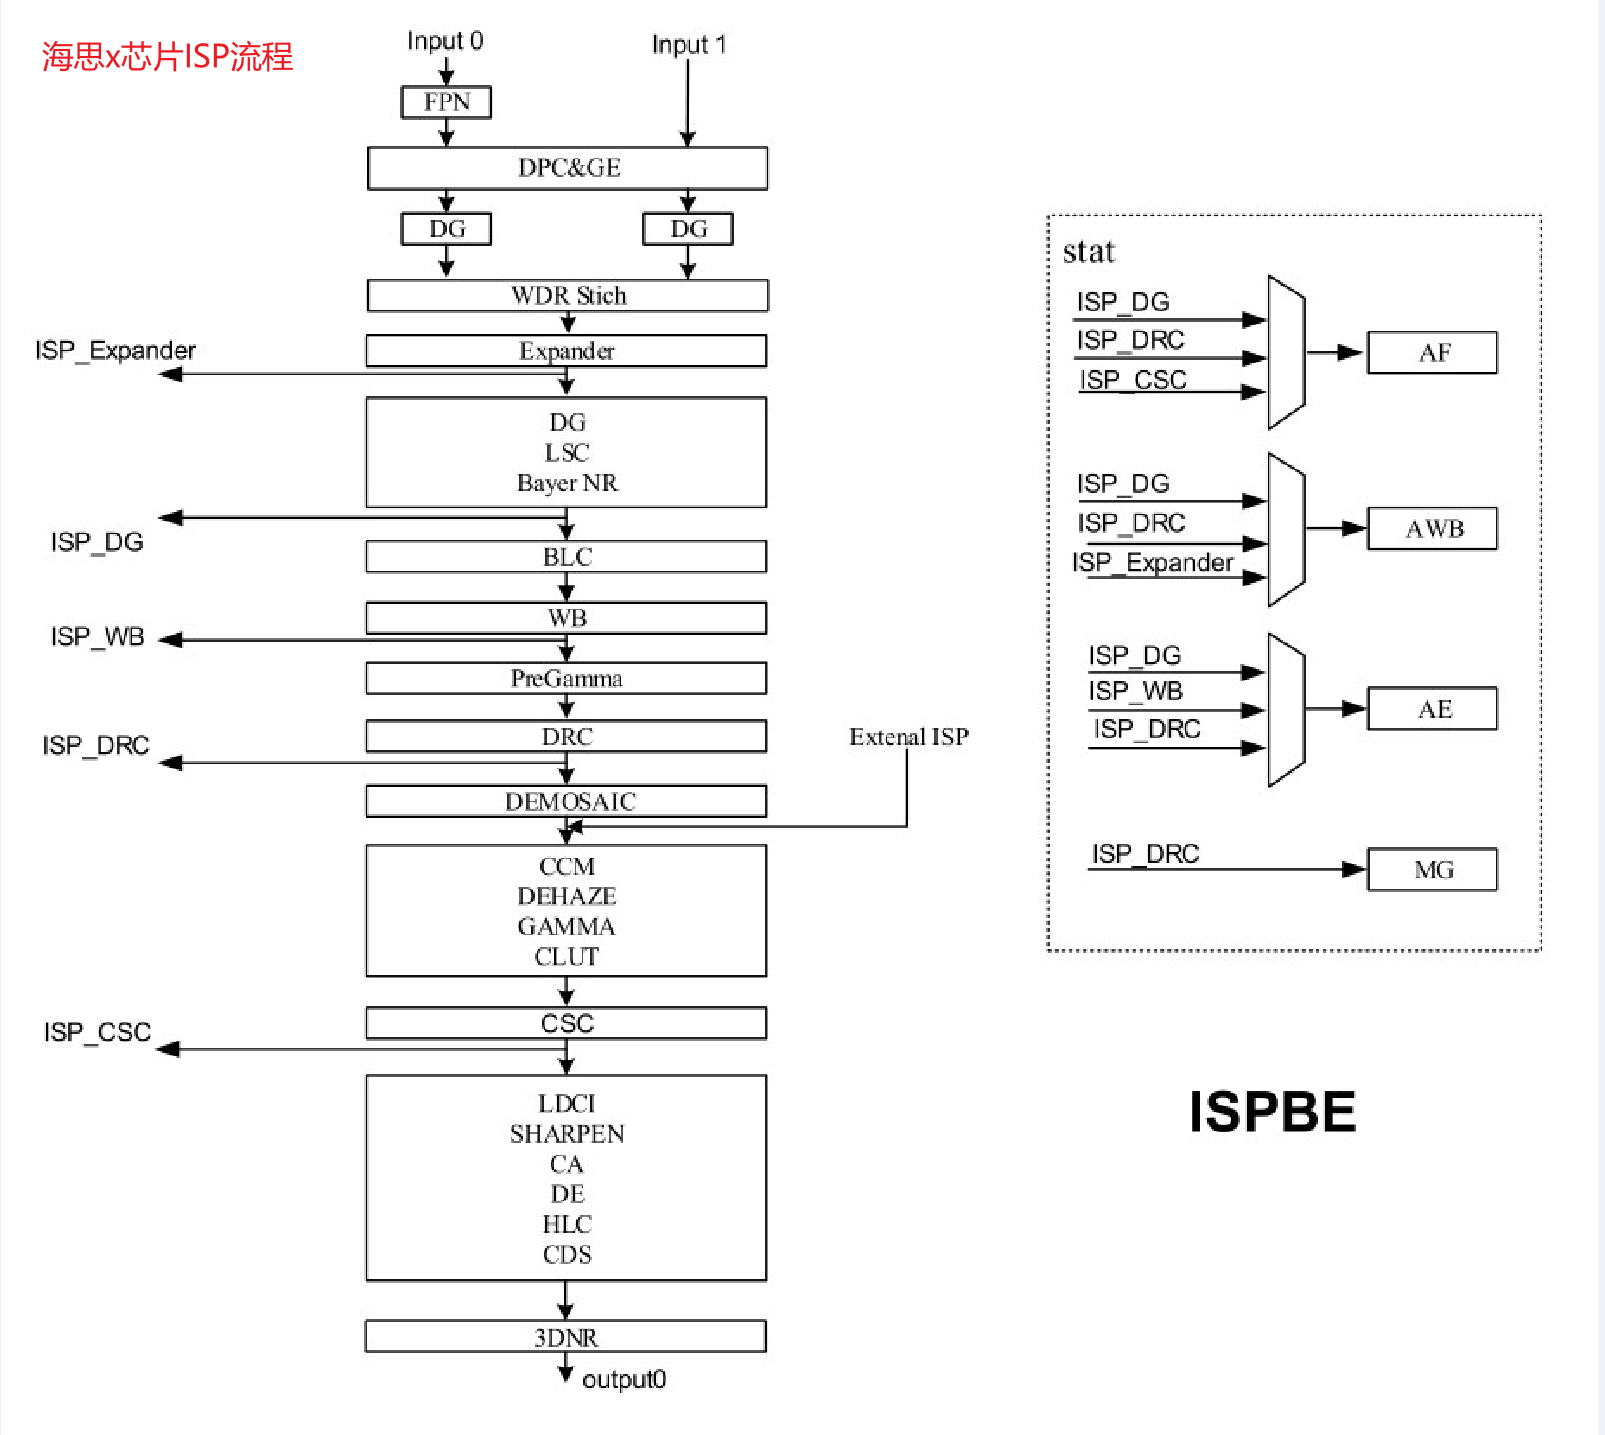 海思x芯片ISP流程
Input 0
Input 1
FPN
DPC&GE
DG
DG
WDR Stich
Expander
ISP_Expander
DG
LSC
Bayer NR
ISP_DG
BLC
WB
ISP_WB
PreGamma
DRC
ISP_DRC
Extenal ISP
DEMOSAIC
CCM
DEHAZE
GAMMA
CLUT
CSC
ISP_CSC
LDCI
SHARPEN
CA
DE
HLC
CDS
3DNR
output0
stat
ISP_DG
ISP_DRC
ISP_CSC
AF
ISP_DG
ISP_DRC
ISP_Expander
AWB
ISP_DG
ISP_WB
ISP_DRC
AE
ISP_DRC
MG
ISPBE